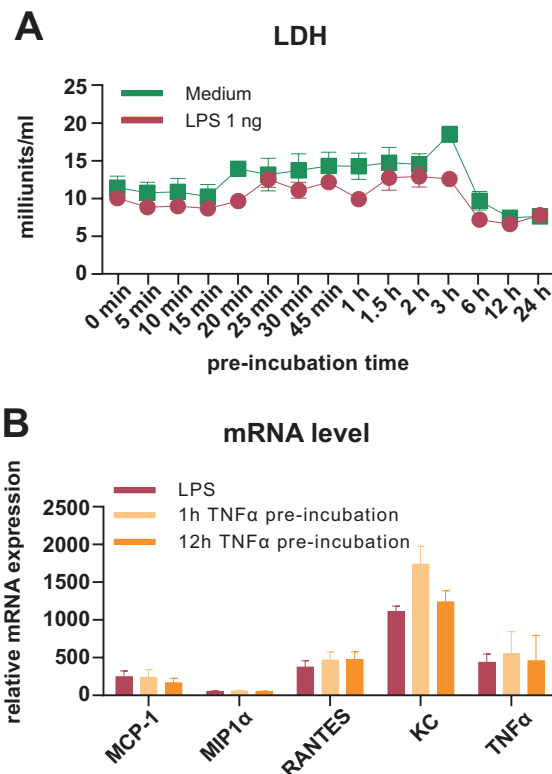 A
LDH
25
20
15
10
5
0
milliunits/ml
Medium
LPS 1 ng
0 min
5 min
10 min
15 min
20 min
25 min
30 min
45 min
1 h
1.5 h
2 h
3 h
6 h
12 h
24 h
pre-incubation time
B
mRNA level
relative mRNA expression
2500
2000
1500
1000
500
0
LPS
1h TNFα pre-incubation
12h TNFα pre-incubation
MCP-1
MIP1α
RANTES
KC
TNFα